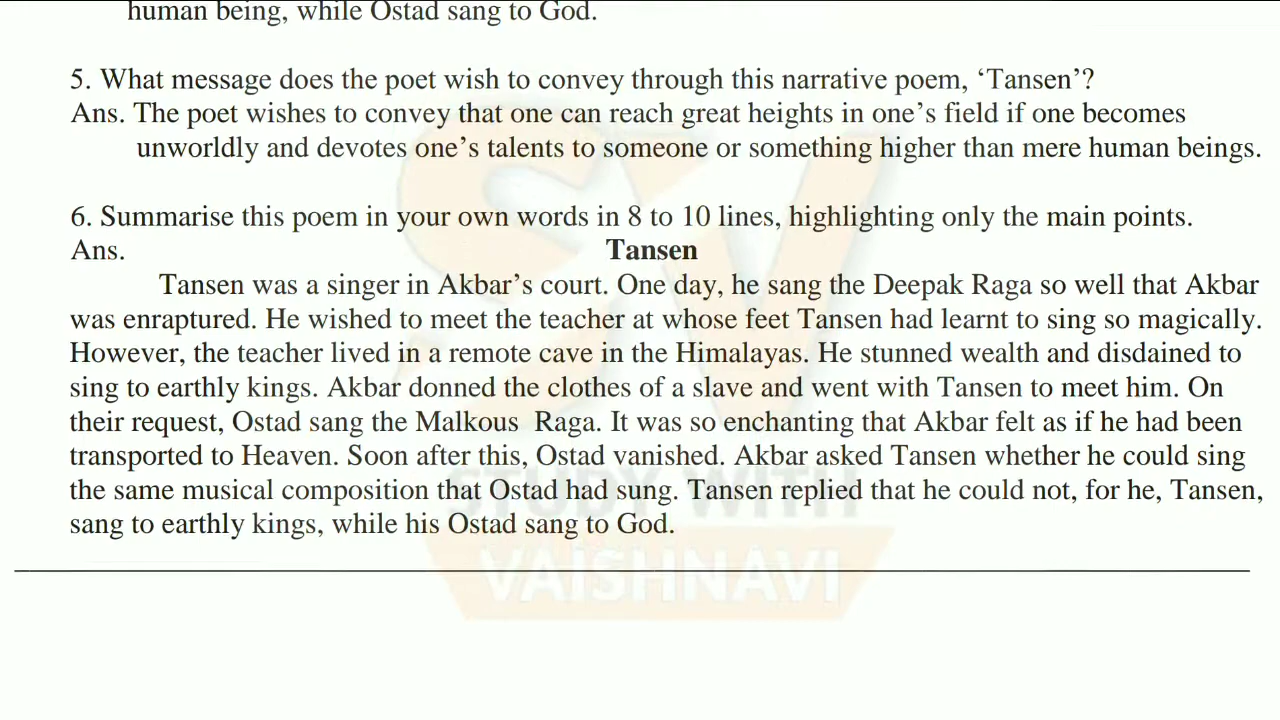 human being, while Ostad sang to God.
5. What message does the poet wish to convey through this narrative poem, ‘Tansen’?
Ans. The poet wishes to convey that one can reach great heights in one’s field if one becomes
unworldly and devotes one’s talents to someone or something higher than mere human beings.
6. Summarise this poem in your own words in 8 to 10 lines, highlighting only the main points.
Ans. Tansen
Tansen was a singer in Akbar’s court. One day, he sang the Deepak Raga so well that Akbar
was enraptured. He wished to meet the teacher at whose feet Tansen had learnt to sing so magically.
However, the teacher lived in a remote cave in the Himalayas. He stunned wealth and disdained to
sing to earthly kings. Akbar donned the clothes of a slave and went with Tansen to meet him. On
their request, Ostad sang the Malkous Raga. It was so enchanting that Akbar felt as if he had been
transported to Heaven. Soon after this, Ostad vanished. Akbar asked Tansen whether he could sing
the same musical composition that Ostad had sung. Tansen replied that he could not, for he, Tansen,
sang to earthly kings, while his Ostad sang to God.
SV
STUDY WITH
VAISHNAVI